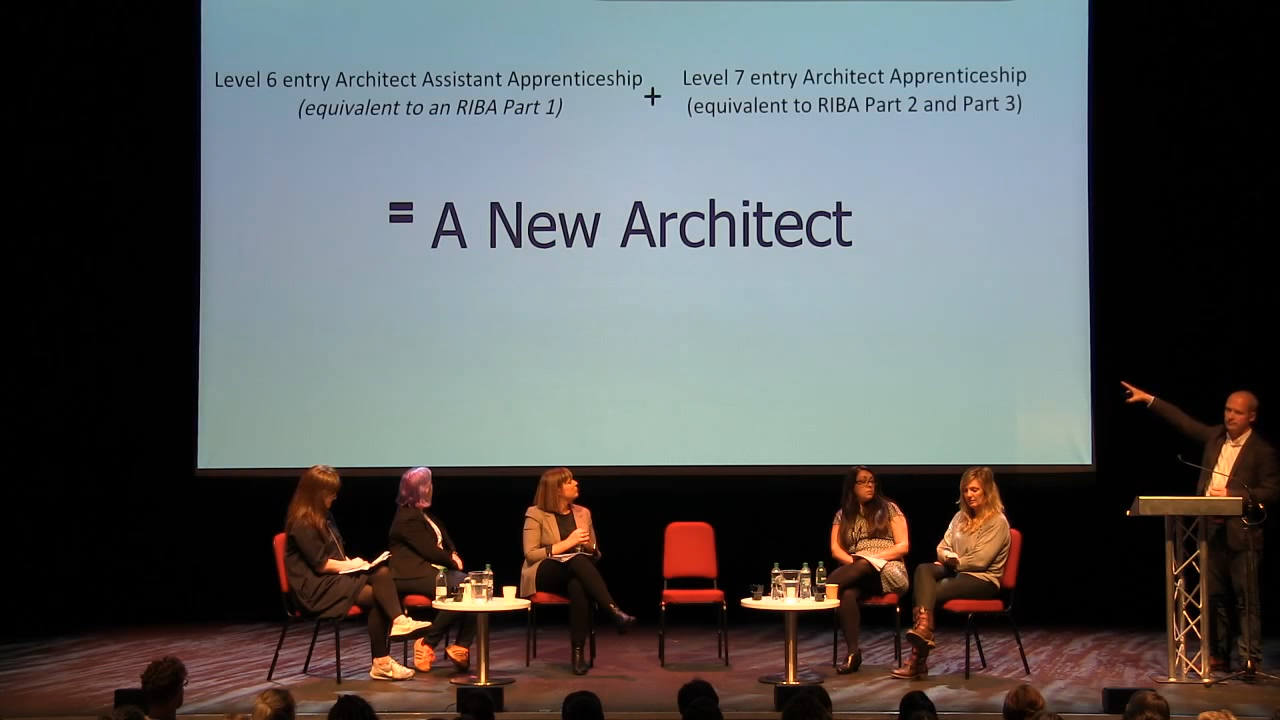 Level 6 entry Architect Assistant Apprenticeship
(equivalent to an RIBA Part 1)
+
Level 7 entry Architect Apprenticeship
(equivalent to RIBA Part 2 and Part 3)
= A New Architect